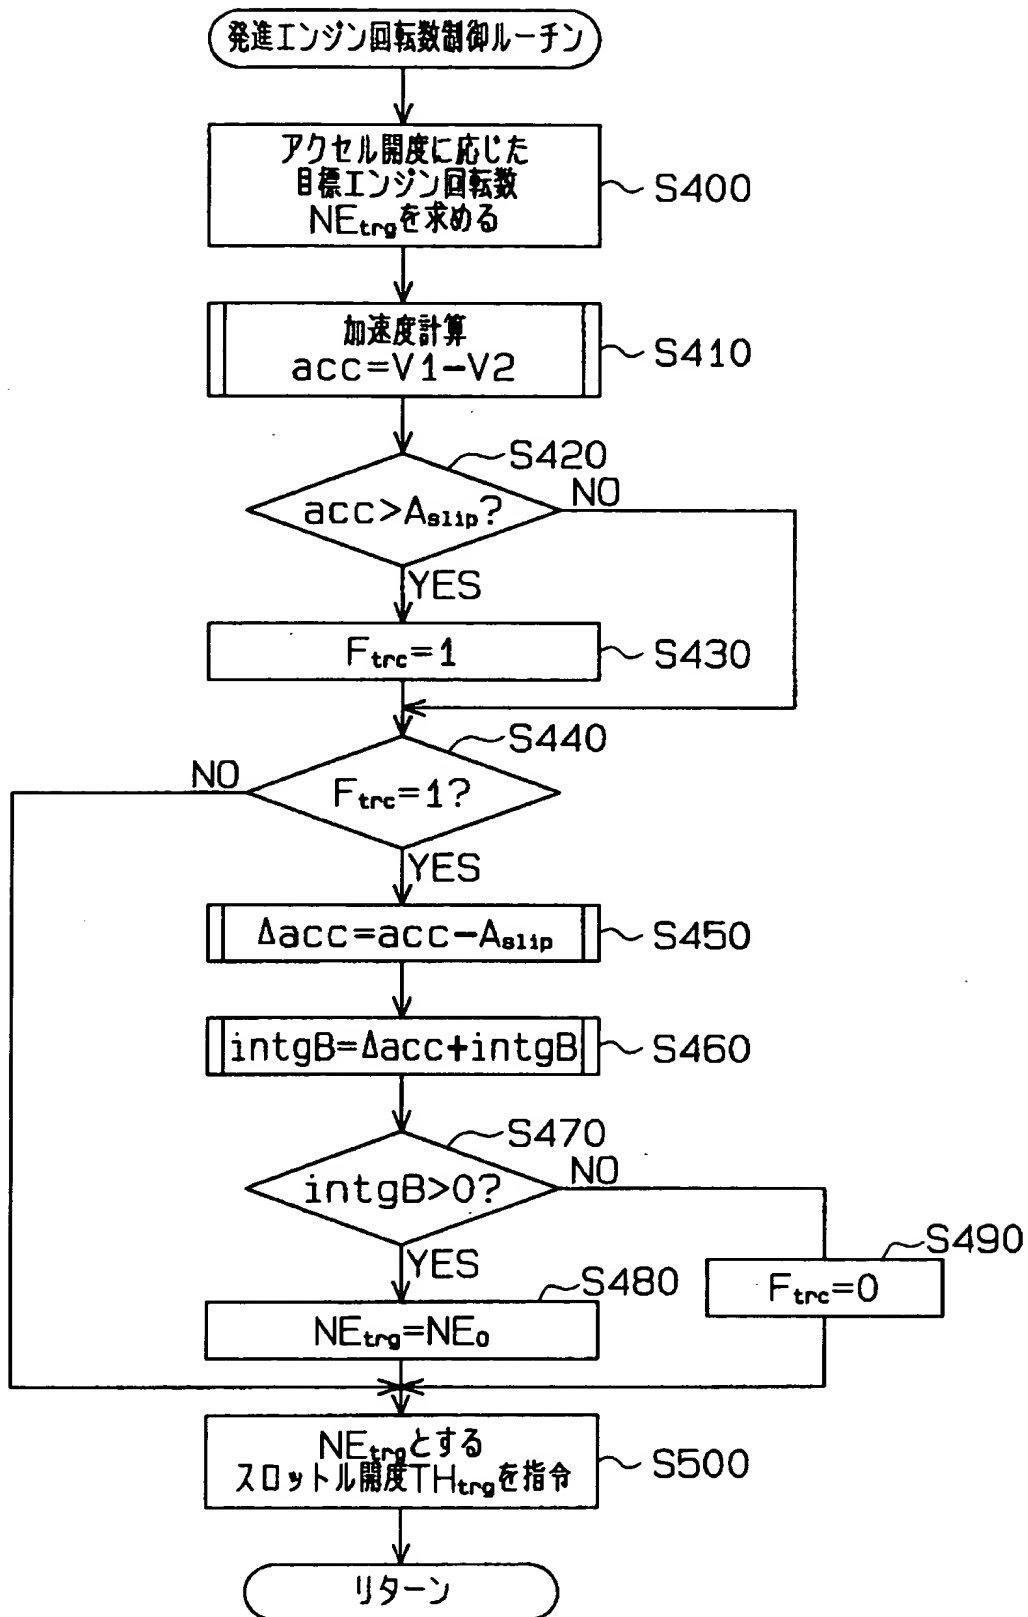 発進エンジン回転数制御ルーチン
アクセル開度に応じた
目標エンジン回転数
NEtrgを求める
S400
加速度計算
acc=V1-V2
S410
S420
acc>Aslip?
NO
YES
Ftrc=1
S430
S440
NO
Ftrc=1?
YES
Δacc=acc-Aslip
S450
intgB=Δacc+intgB
S460
S470
intgB>0?
NO
YES
S490
Ftrc=0
S480
NEtrg=NE0
NEtrgとする
スロットル開度THtrgを指令
S500
リターン